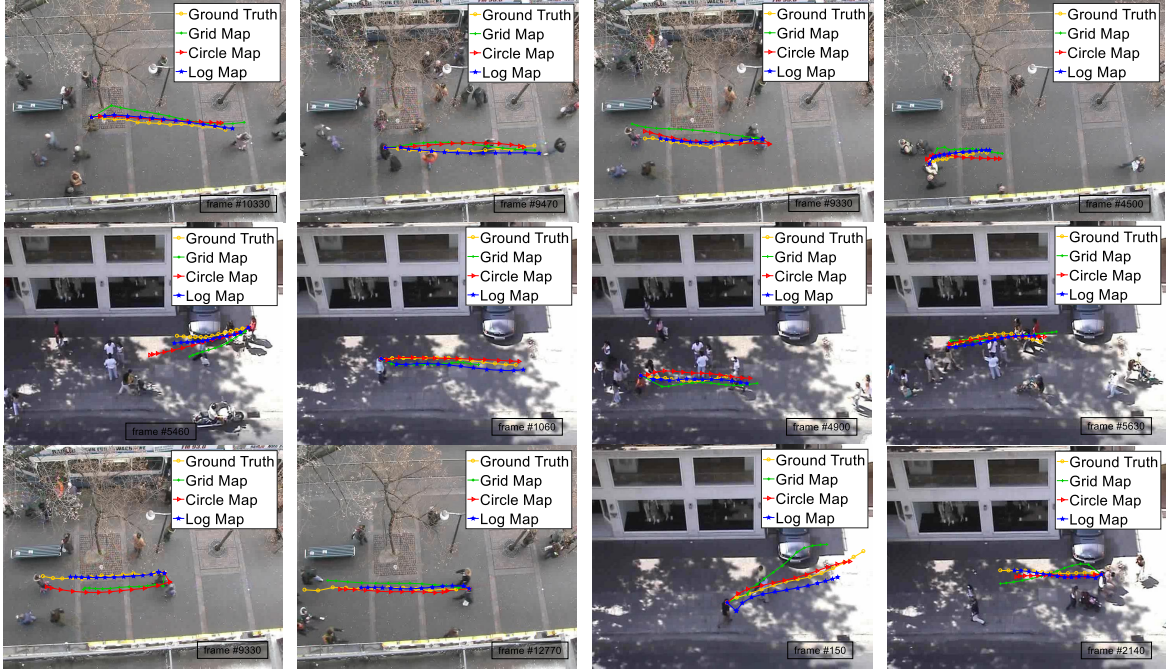 Ground Truth
Grid Map
Circle Map
Log Map
frame #10330
Ground Truth
Grid Map
Circle Map
Log Map
frame #9470
Ground Truth
Grid Map
Circle Map
Log Map
frame #9330
Ground Truth
Grid Map
Circle Map
Log Map
frame #4500
Ground Truth
Grid Map
Circle Map
Log Map
frame #5460
Ground Truth
Grid Map
Circle Map
Log Map
frame #1060
Ground Truth
Grid Map
Circle Map
Log Map
frame #4900
Ground Truth
Grid Map
Circle Map
Log Map
frame #5630
Ground Truth
Grid Map
Circle Map
Log Map
frame #9330
Ground Truth
Grid Map
Circle Map
Log Map
frame #12770
Ground Truth
Grid Map
Circle Map
Log Map
frame #150
Ground Truth
Grid Map
Circle Map
Log Map
frame #2140